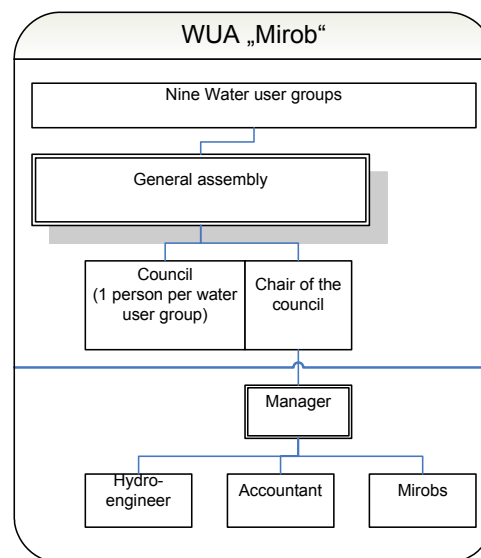 WUA „Mirob“
Nine Water user groups
General assembly
Council
(1 person per water
user group)
Chair of the
council
Manager
Hydro-
engineer
Accountant
Mirobs